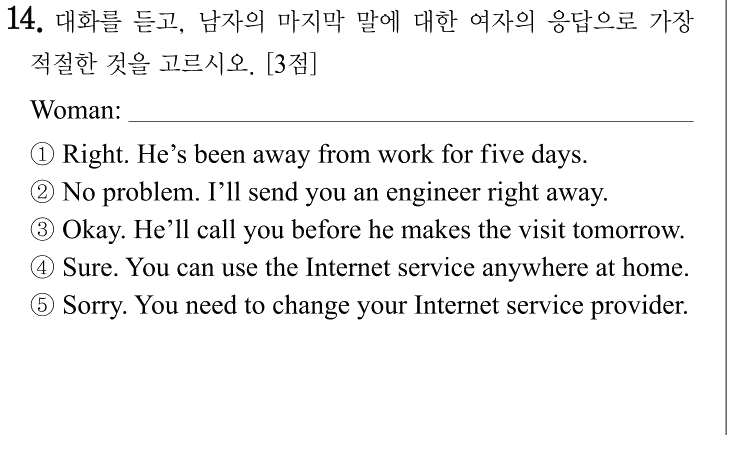 14. 대화를 듣고, 남자의 마지막 말에 대한 여자의 응답으로 가장
적절한 것을 고르시오. [3점]
Woman: ____________________
① Right. He’s been away from work for five days.
② No problem. I’ll send you an engineer right away.
③ Okay. He’ll call you before he makes the visit tomorrow.
④ Sure. You can use the Internet service anywhere at home.
⑤ Sorry. You need to change your Internet service provider.